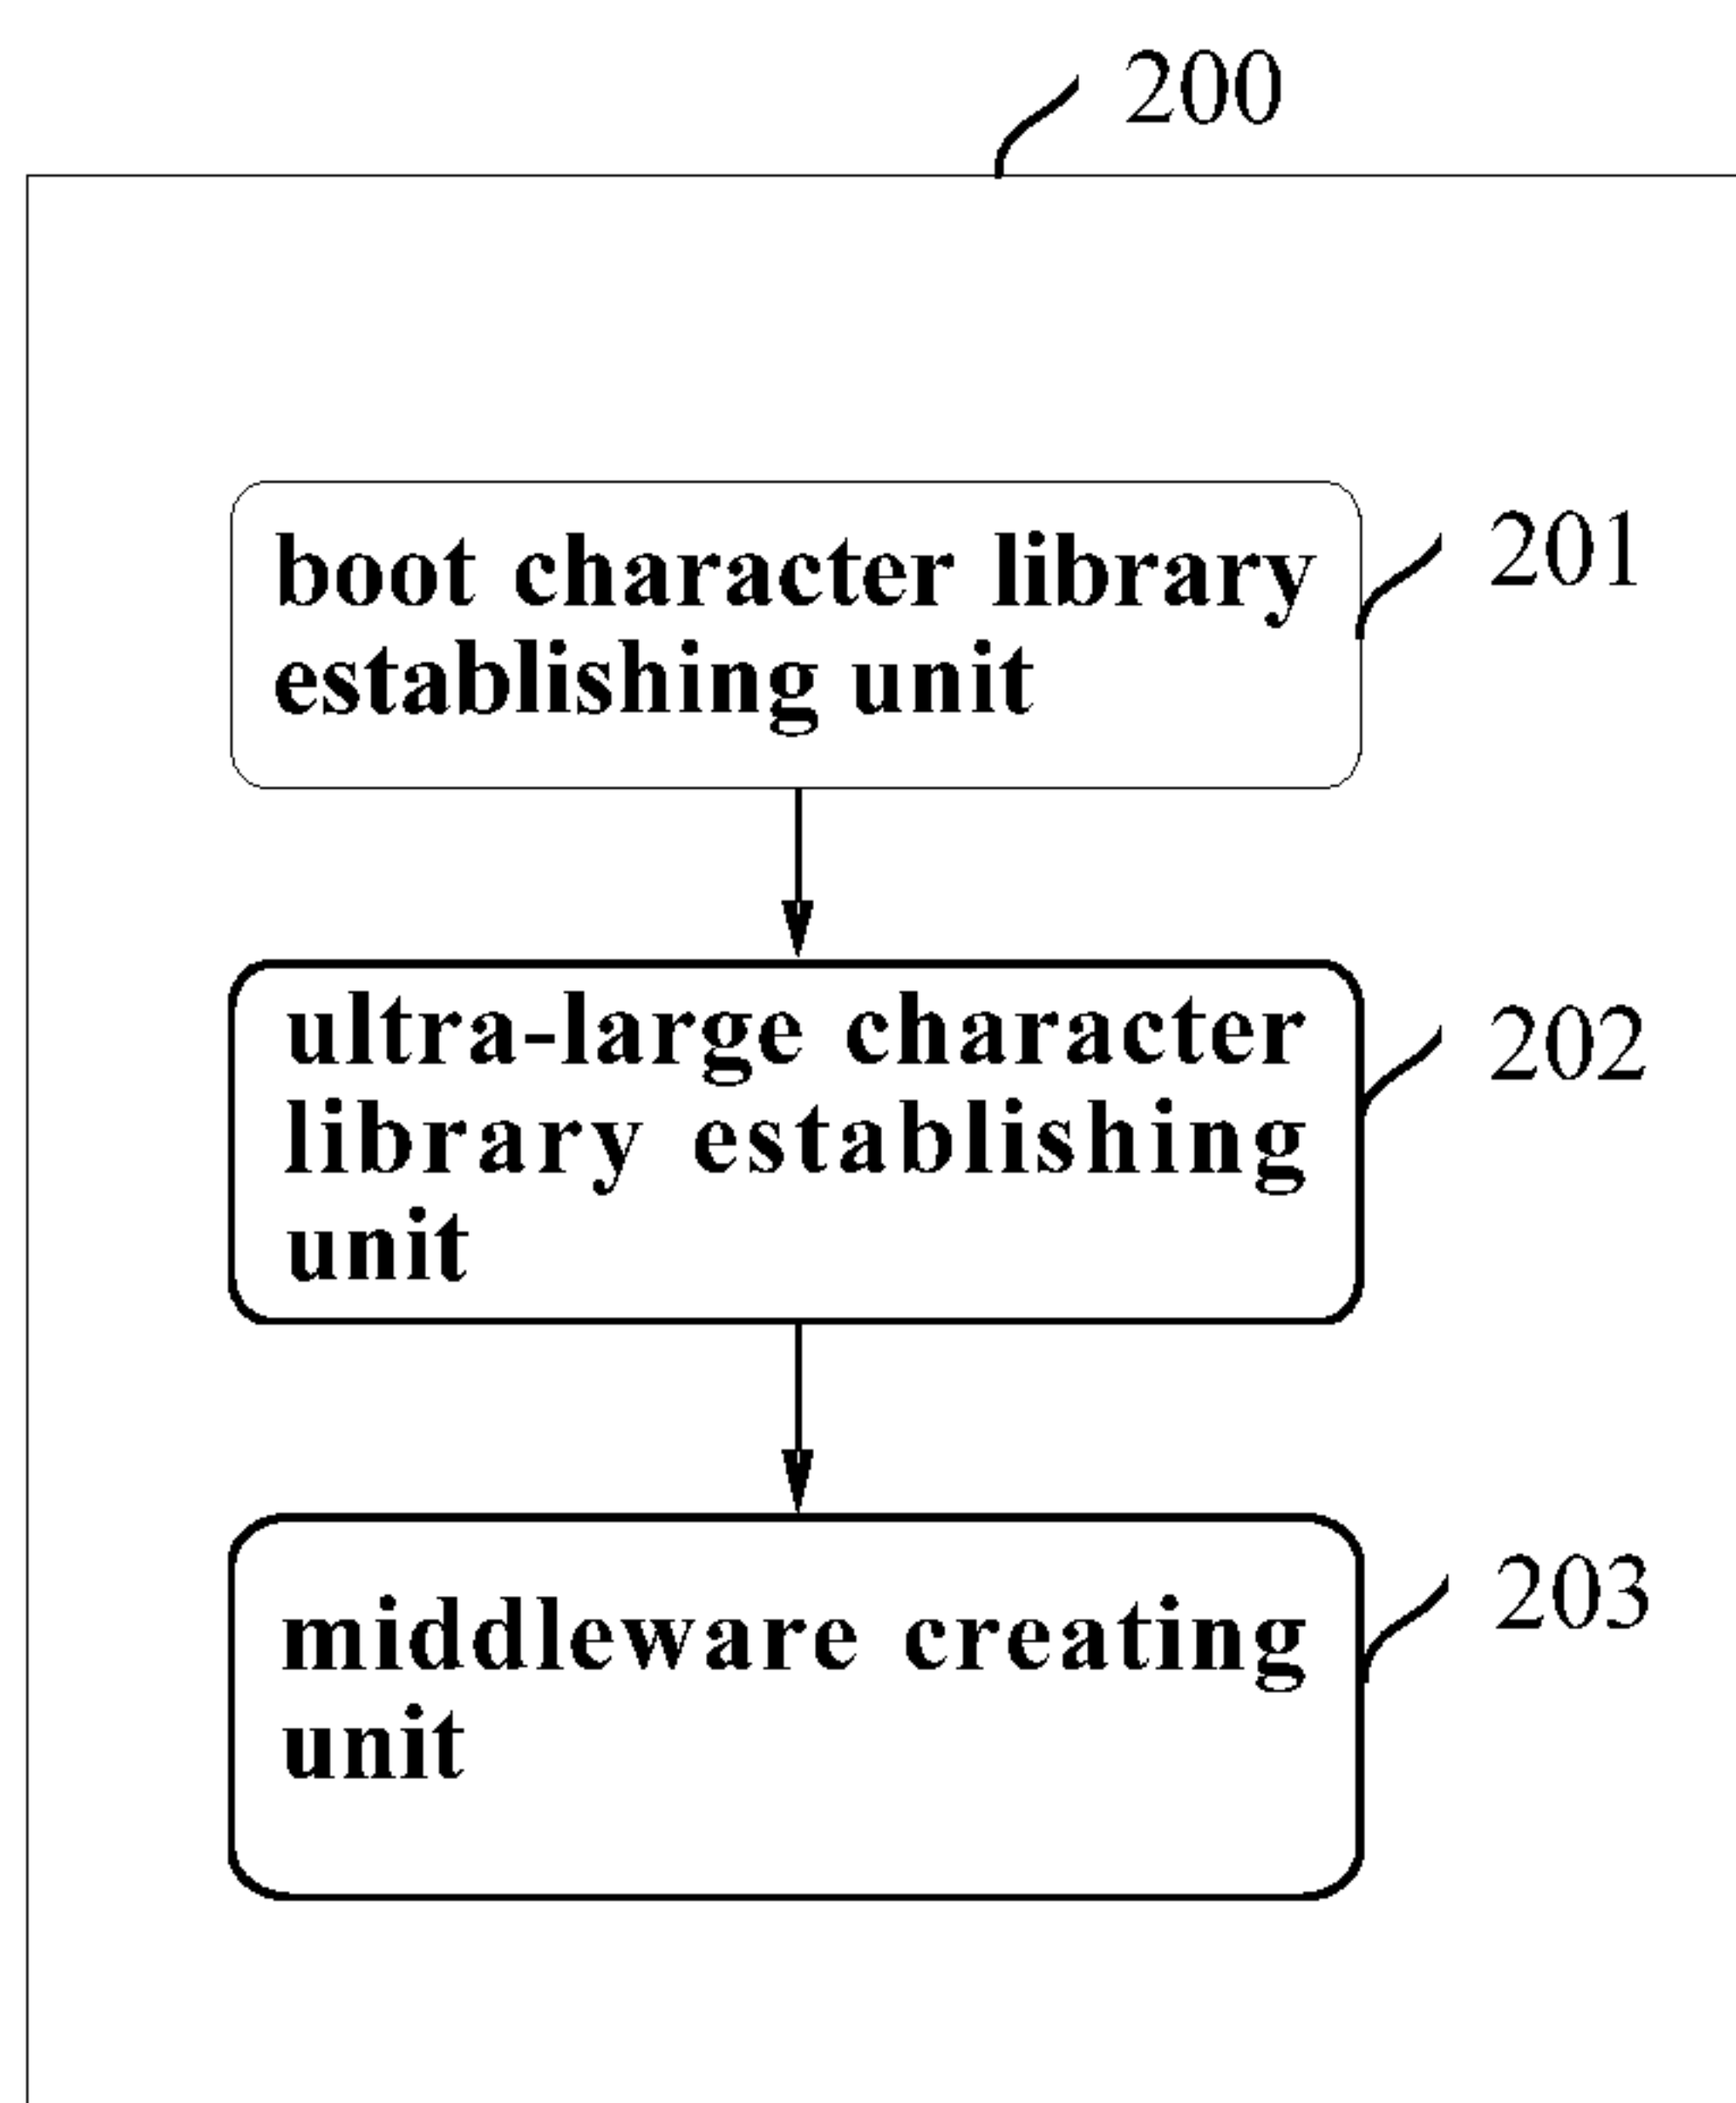 200
boot character library
establishing unit
201
ultra-large character
library establishing
unit
202
middleware creating
unit
203